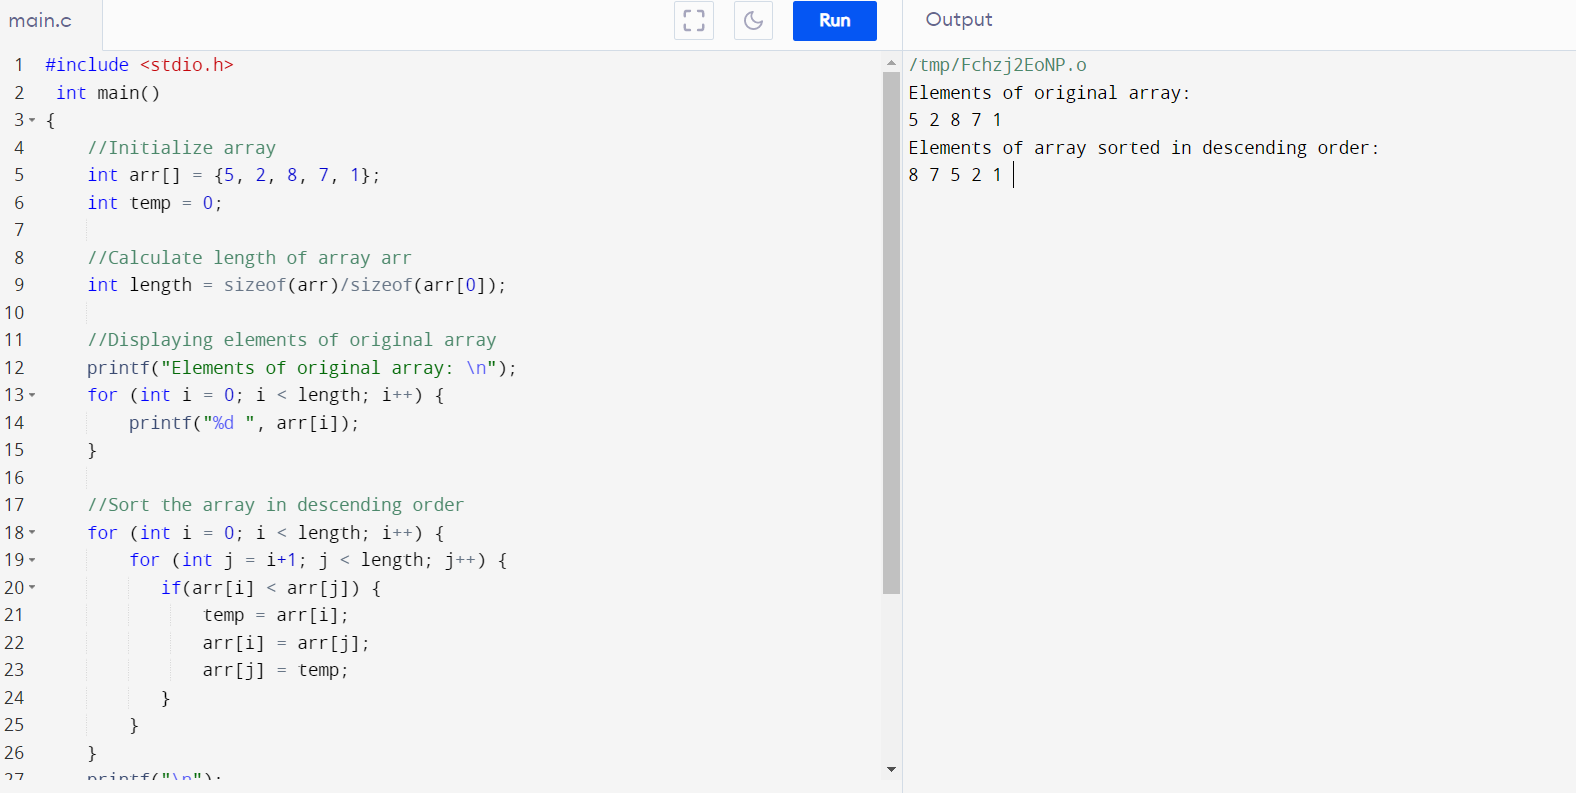 main.c
Run
Output
1 #include <stdio.h>
2 int main()
3 {
4 //Initialize array
5 int arr[] = {5, 2, 8, 7, 1};
6 int temp = 0;
7
8 //Calculate length of array arr
9 int length = sizeof(arr)/sizeof(arr[0]);
10
11 //Displaying elements of original array
12 printf("Elements of original array: \n");
13 for (int i = 0; i < length; i++) {
14 printf("%d ", arr[i]);
15 }
16
17 //Sort the array in descending order
18 for (int i = 0; i < length; i++) {
19 for (int j = i+1; j < length; j++) {
20 if(arr[i] < arr[j]) {
21 temp = arr[i];
22 arr[i] = arr[j];
23 arr[j] = temp;
24 }
25 }
26 }
27 printf("\n");
/tmp/Fchzj2EoNP.o
Elements of original array:
5 2 8 7 1
Elements of array sorted in descending order:
8 7 5 2 1